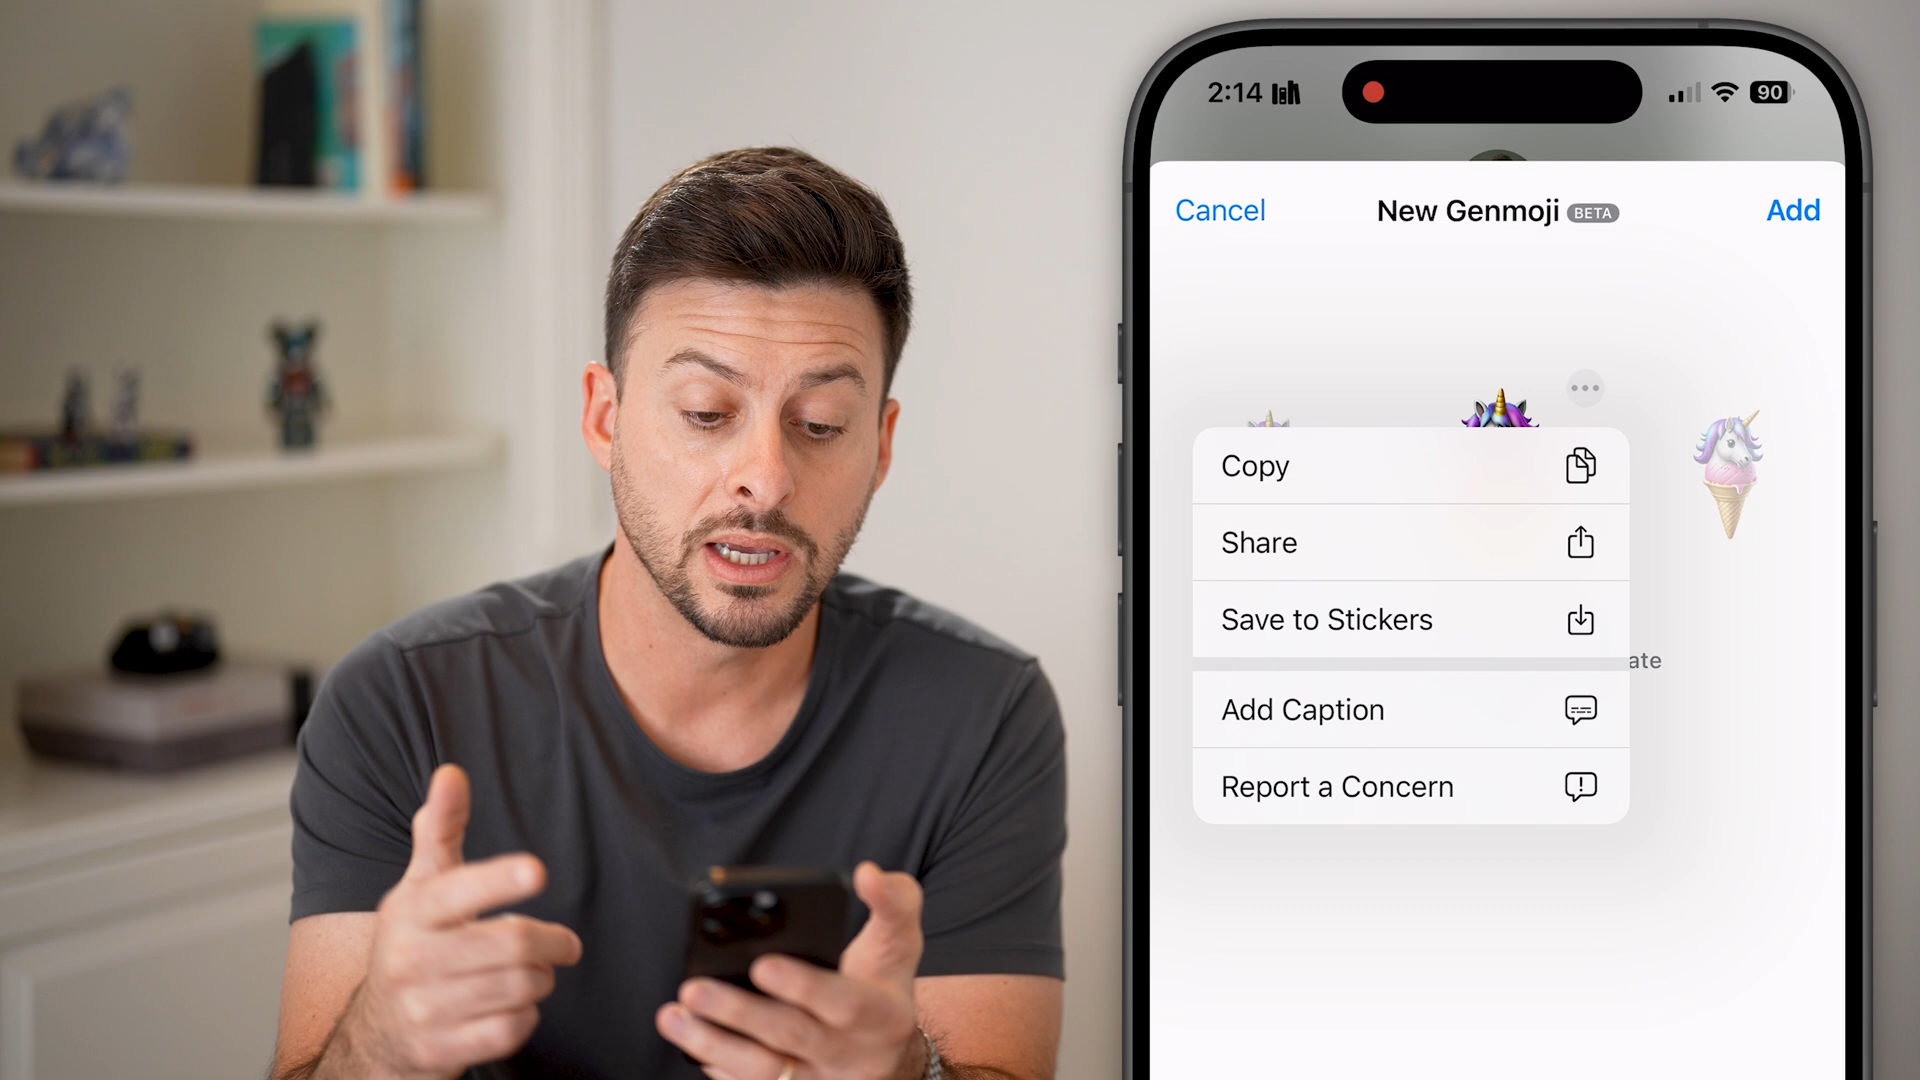 2:14
90
Cancel
New Genmoji BETA
Add
Copy
Share
Save to Stickers
ate
Add Caption
Report a Concern